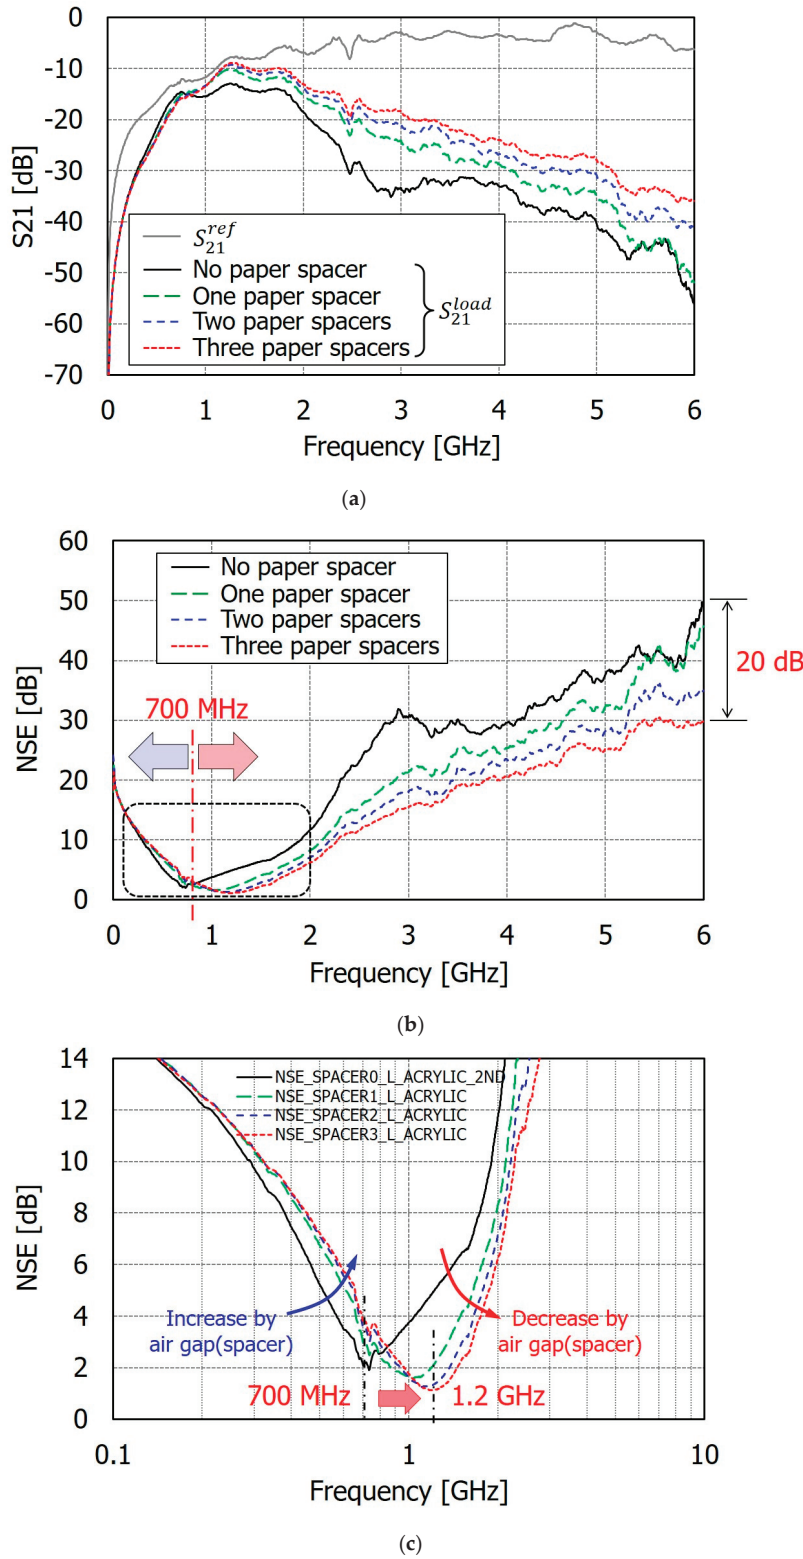 0
-10
-20
-30
-40
-50
-60
-70
S21 [dB]
S21^ref
No paper spacer
One paper spacer
Two paper spacers
Three paper spacers
S21^load
0 1 2 3 4 5 6
Frequency [GHz]
(a)
60
50
40
30
20
10
0
NSE [dB]
No paper spacer
One paper spacer
Two paper spacers
Three paper spacers
700 MHz
20 dB
0 1 2 3 4 5 6
Frequency [GHz]
(b)
14
12
10
8
6
4
2
0
NSE [dB]
NSE_SPACER0_L_ACRYLIC_2ND
NSE_SPACER1_L_ACRYLIC
NSE_SPACER2_L_ACRYLIC
NSE_SPACER3_L_ACRYLIC
Increase by
air gap(spacer)
Decrease by
air gap(spacer)
700 MHz
1.2 GHz
0.1 1 10
Frequency [GHz]
(c)